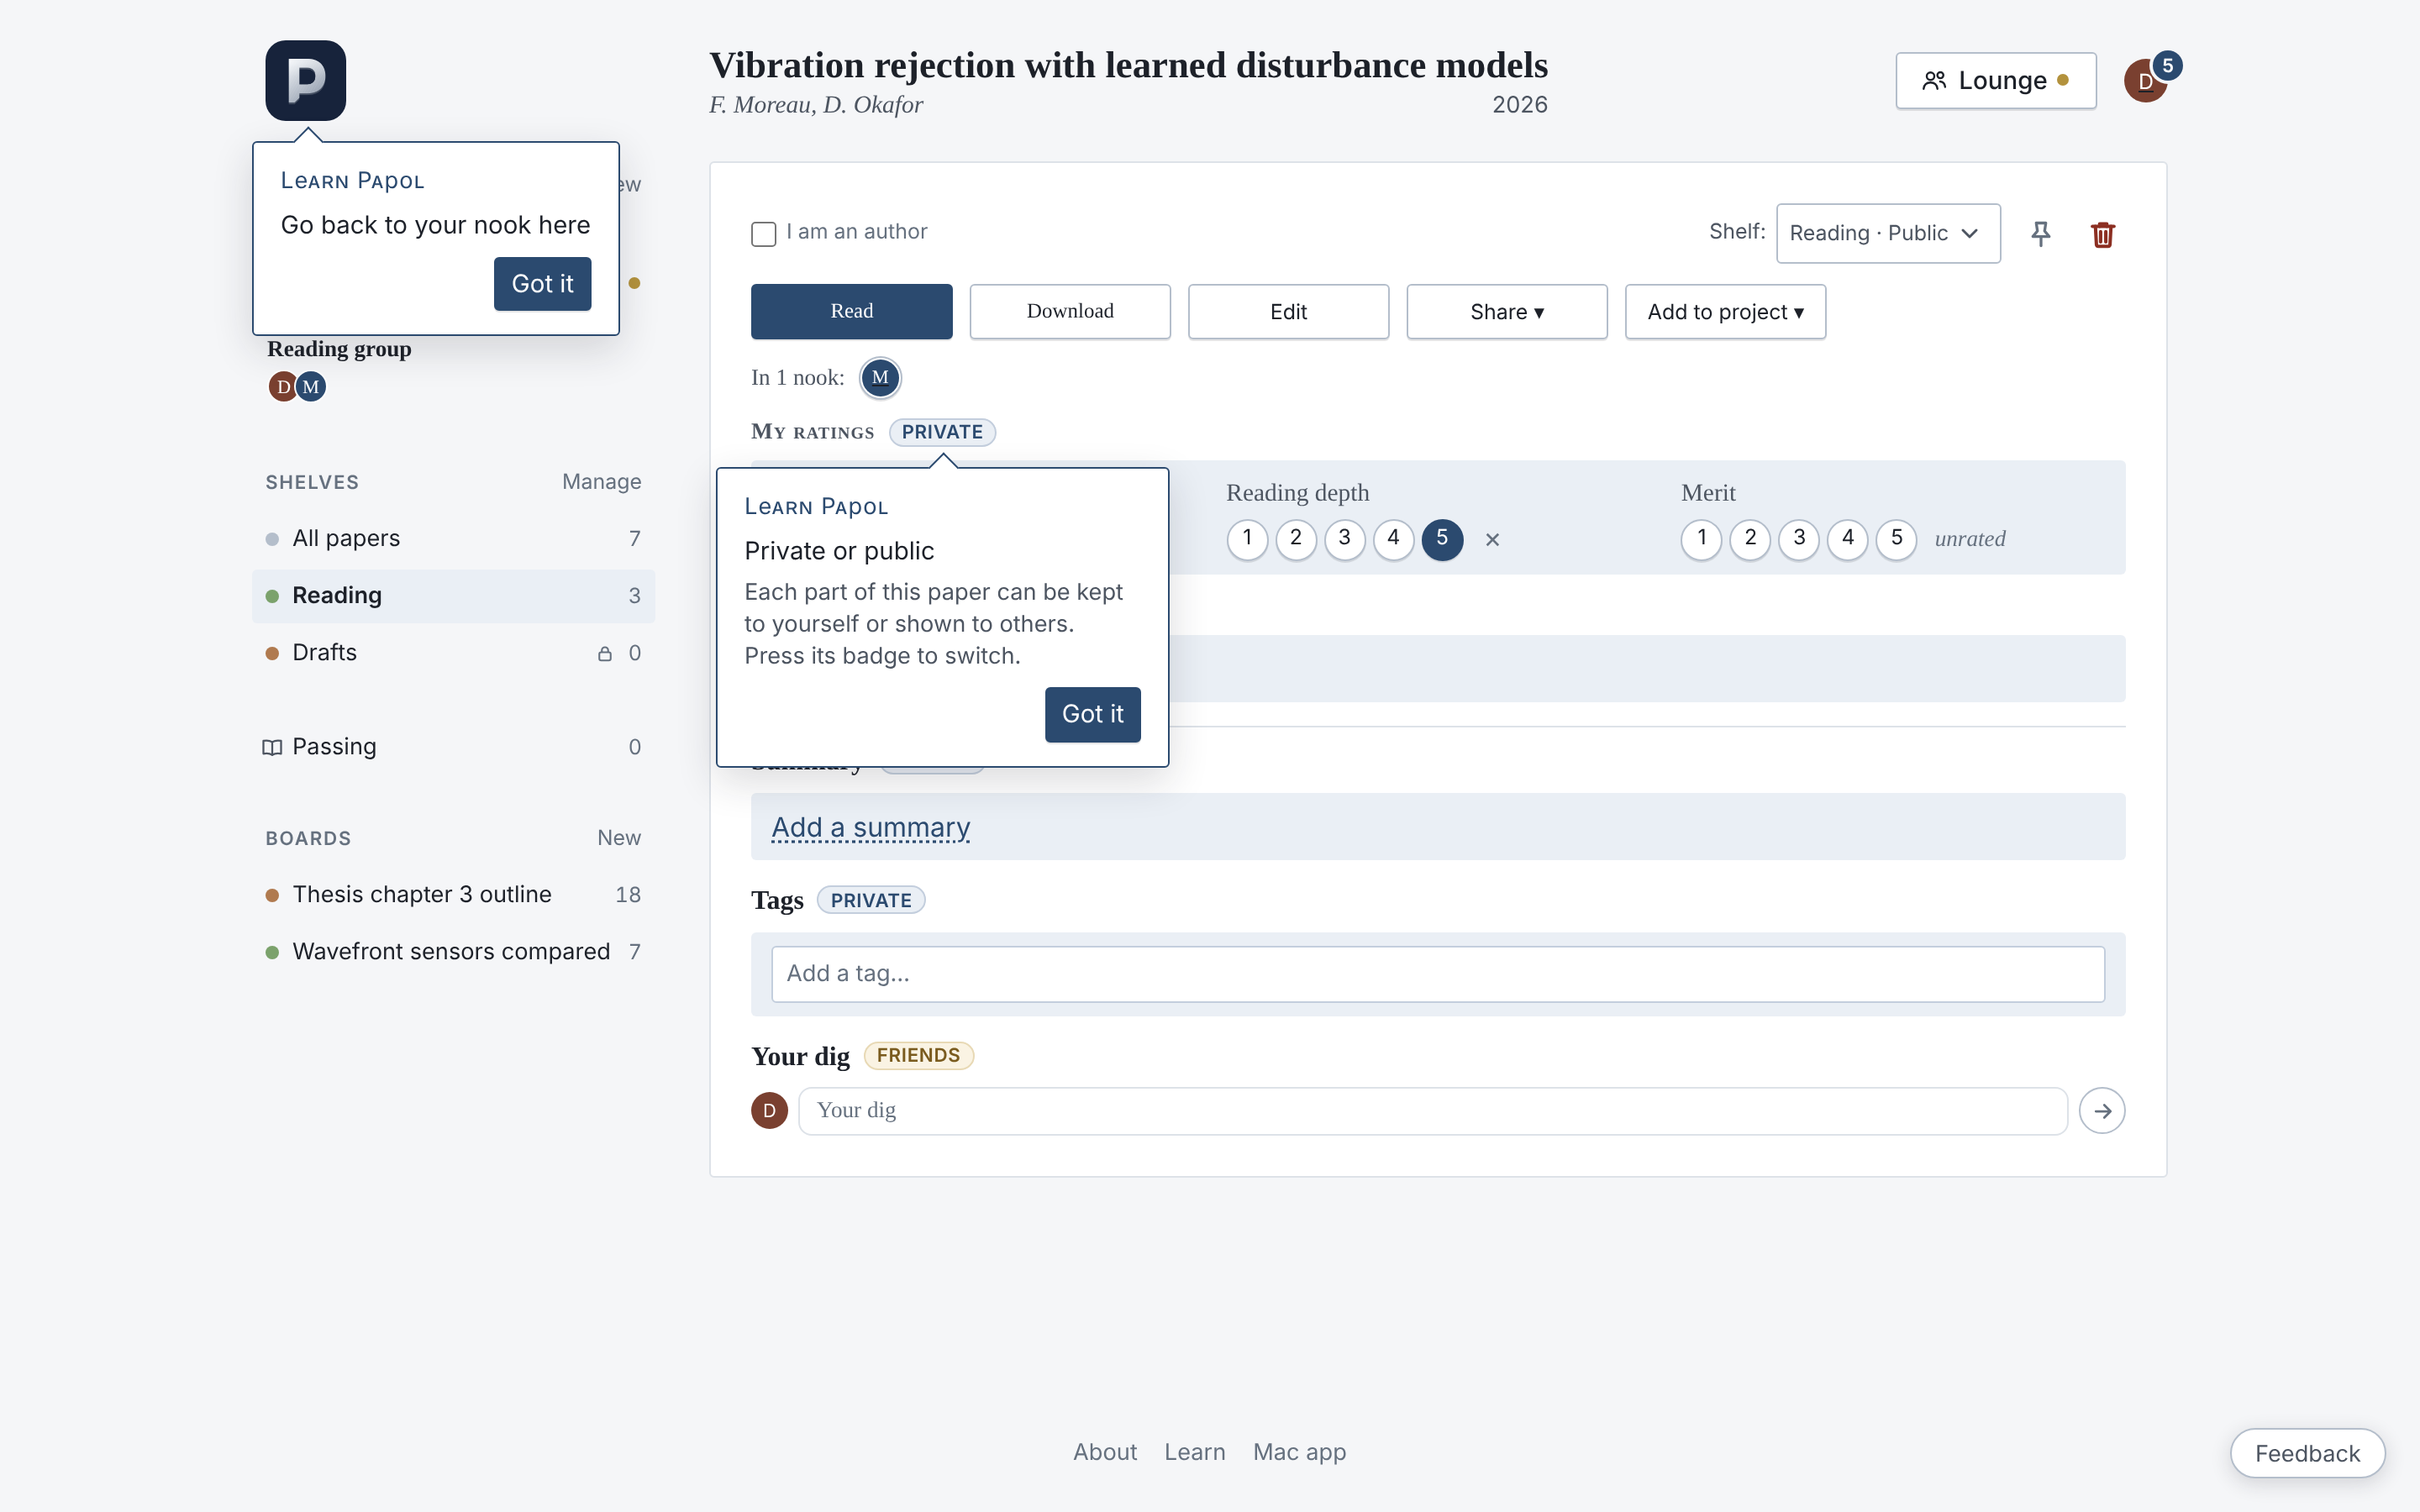 Vibration rejection with learned disturbance models
F. Moreau, D. Okafor
2026
Lounge
D
5
Learn Papol
Go back to your nook here
Got it
Reading group
D M
SHELVES
Manage
All papers 7
Reading 3
Drafts 0
Passing 0
BOARDS
New
Thesis chapter 3 outline 18
Wavefront sensors compared 7
I am an author
Shelf: Reading · Public
Read
Download
Edit
Share ▾
Add to project ▾
In 1 nook: M
My ratings PRIVATE
Learn Papol
Private or public
Each part of this paper can be kept
to yourself or shown to others.
Press its badge to switch.
Got it
Reading depth
1 2 3 4 5 ×
Merit
1 2 3 4 5 unrated
Add a summary
Tags PRIVATE
Add a tag...
Your dig FRIENDS
D
Your dig
About
Learn
Mac app
Feedback